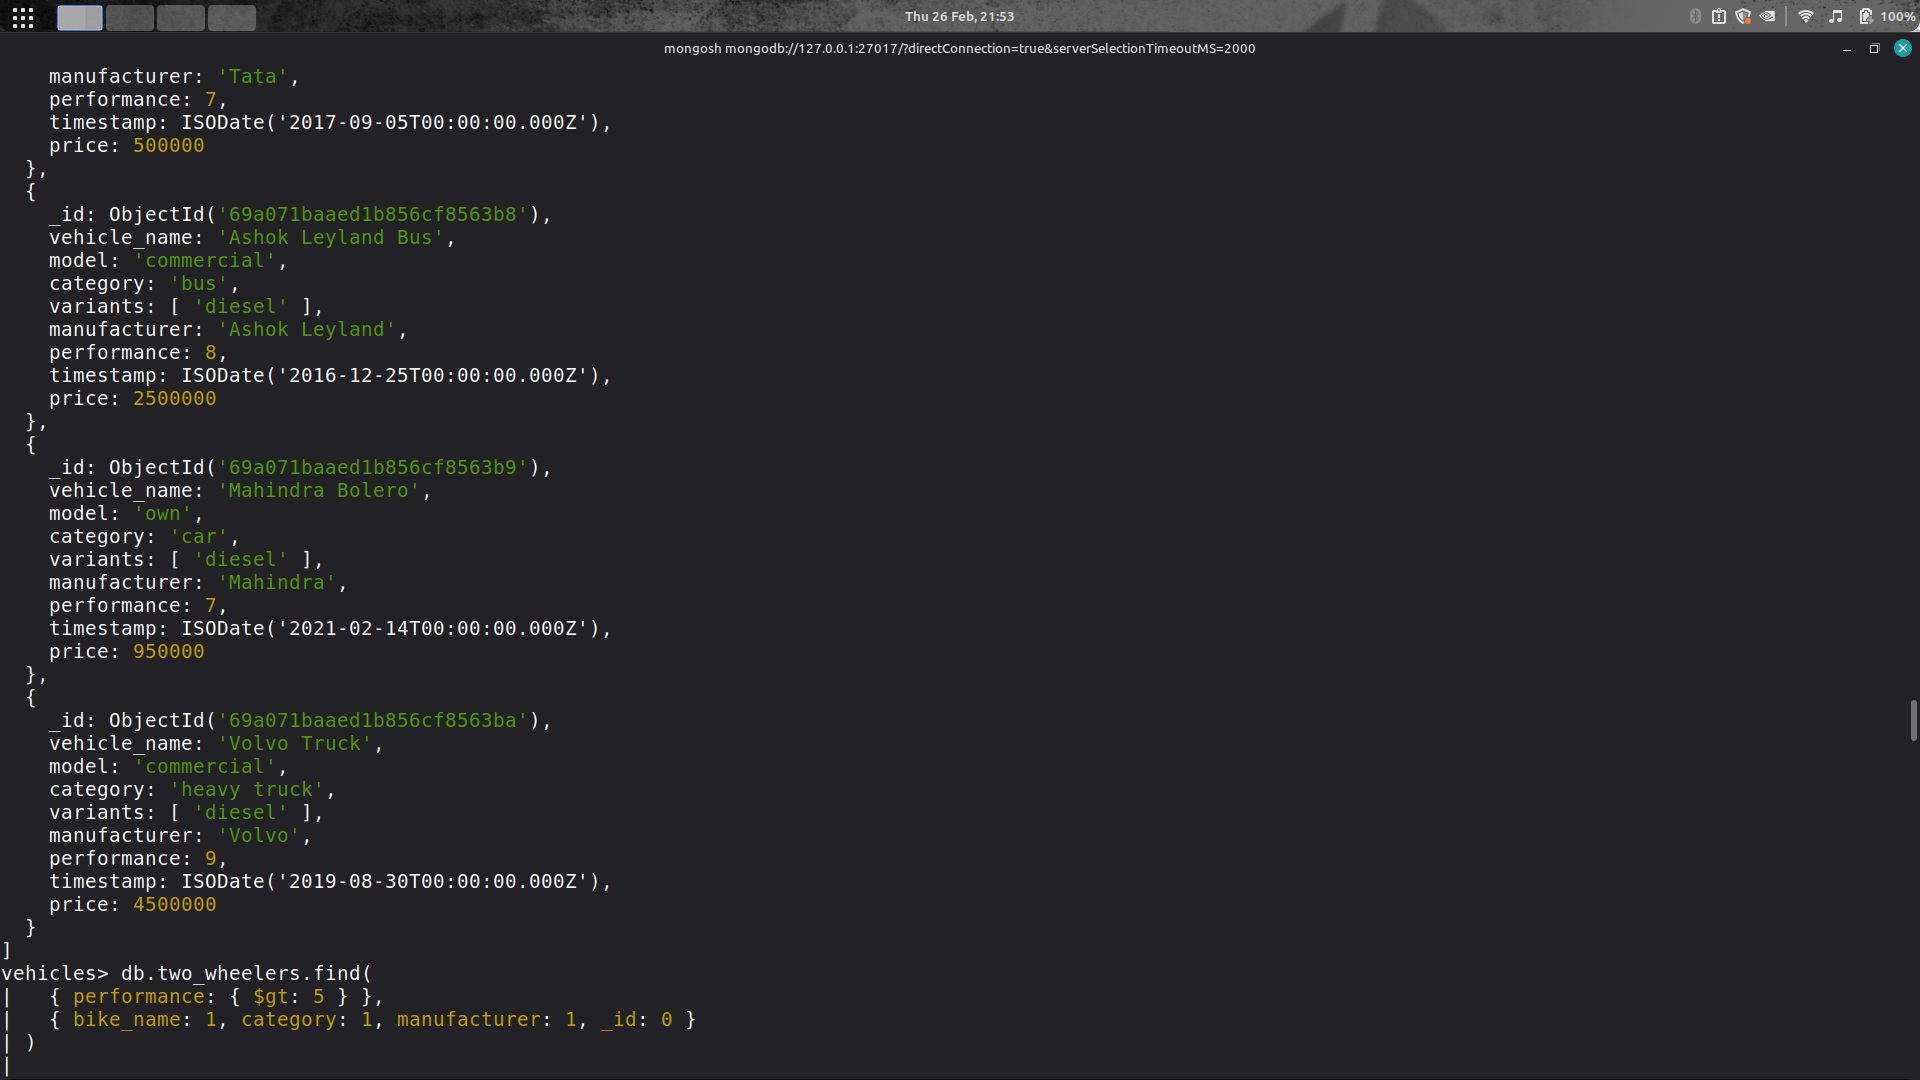 Thu 26 Feb, 21:53
100%
mongosh mongodb://127.0.0.1:27017/?directConnection=true&serverSelectionTimeoutMS=2000
    manufacturer: 'Tata',
    performance: 7,
    timestamp: ISODate('2017-09-05T00:00:00.000Z'),
    price: 500000
  },
  {
    _id: ObjectId('69a071baaed1b856cf8563b8'),
    vehicle_name: 'Ashok Leyland Bus',
    model: 'commercial',
    category: 'bus',
    variants: [ 'diesel' ],
    manufacturer: 'Ashok Leyland',
    performance: 8,
    timestamp: ISODate('2016-12-25T00:00:00.000Z'),
    price: 2500000
  },
  {
    _id: ObjectId('69a071baaed1b856cf8563b9'),
    vehicle_name: 'Mahindra Bolero',
    model: 'own',
    category: 'car',
    variants: [ 'diesel' ],
    manufacturer: 'Mahindra',
    performance: 7,
    timestamp: ISODate('2021-02-14T00:00:00.000Z'),
    price: 950000
  },
  {
    _id: ObjectId('69a071baaed1b856cf8563ba'),
    vehicle_name: 'Volvo Truck',
    model: 'commercial',
    category: 'heavy truck',
    variants: [ 'diesel' ],
    manufacturer: 'Volvo',
    performance: 9,
    timestamp: ISODate('2019-08-30T00:00:00.000Z'),
    price: 4500000
  }
]
vehicles> db.two_wheelers.find(
|   { performance: { $gt: 5 } },
|   { bike_name: 1, category: 1, manufacturer: 1, _id: 0 }
| )
|